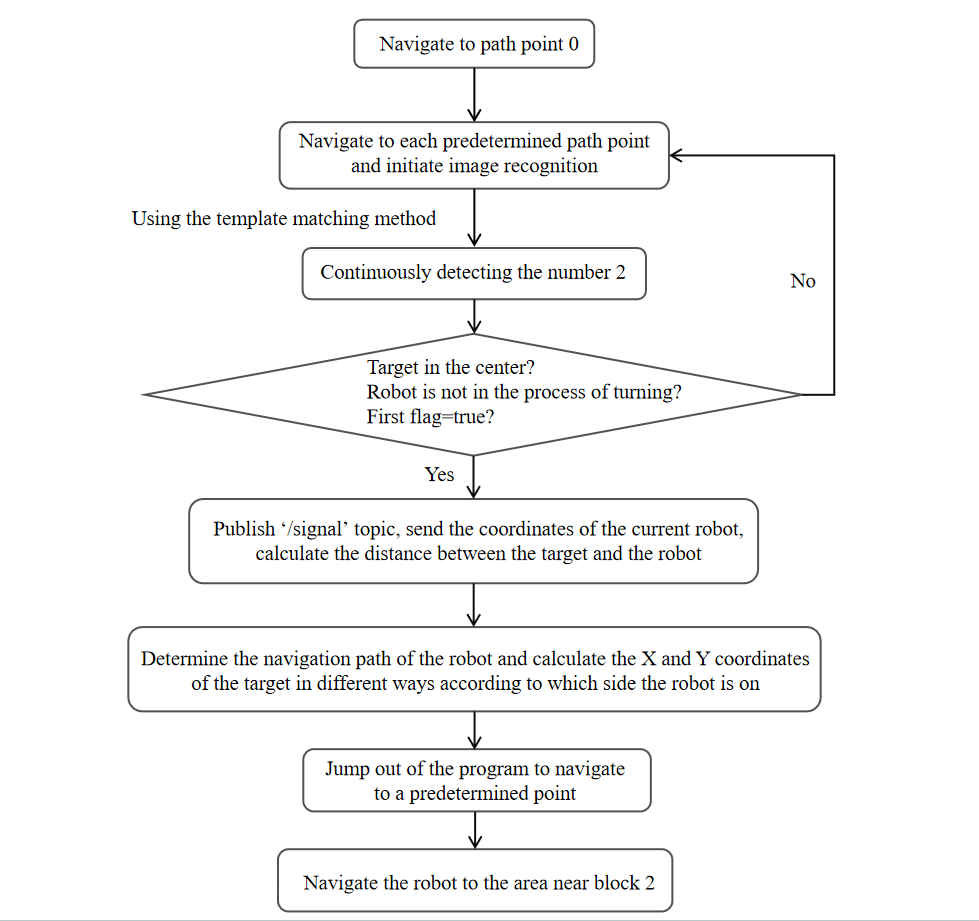 Navigate to path point 0
Navigate to each predetermined path point
and initiate image recognition
Using the template matching method
Continuously detecting the number 2
No
Target in the center?
Robot is not in the process of turning?
First flag=true?
Yes
Publish ‘/signal’ topic, send the coordinates of the current robot,
calculate the distance between the target and the robot
Determine the navigation path of the robot and calculate the X and Y coordinates
of the target in different ways according to which side the robot is on
Jump out of the program to navigate
to a predetermined point
Navigate the robot to the area near block 2